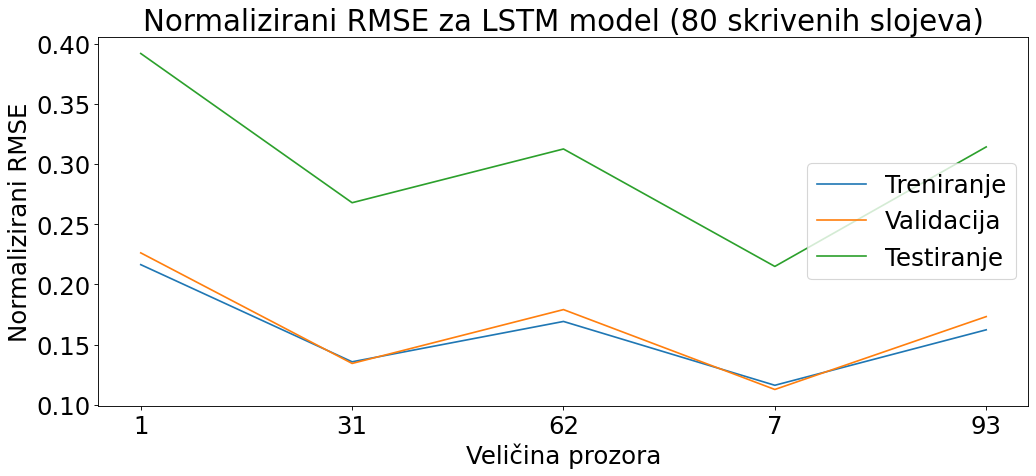 Normalizirani RMSE za LSTM model (80 skrivenih slojeva)
Normalizirani RMSE
0.40
0.35
0.30
0.25
0.20
0.15
0.10
Treniranje
Validacija
Testiranje
1 31 62 7 93
Veličina prozora